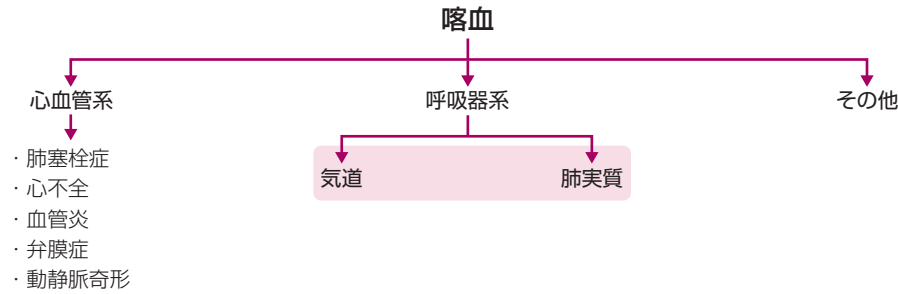 喀血
心血管系
呼吸器系
その他
・肺塞栓症
・心不全
・血管炎
・弁膜症
・動静脈奇形
気道
肺実質